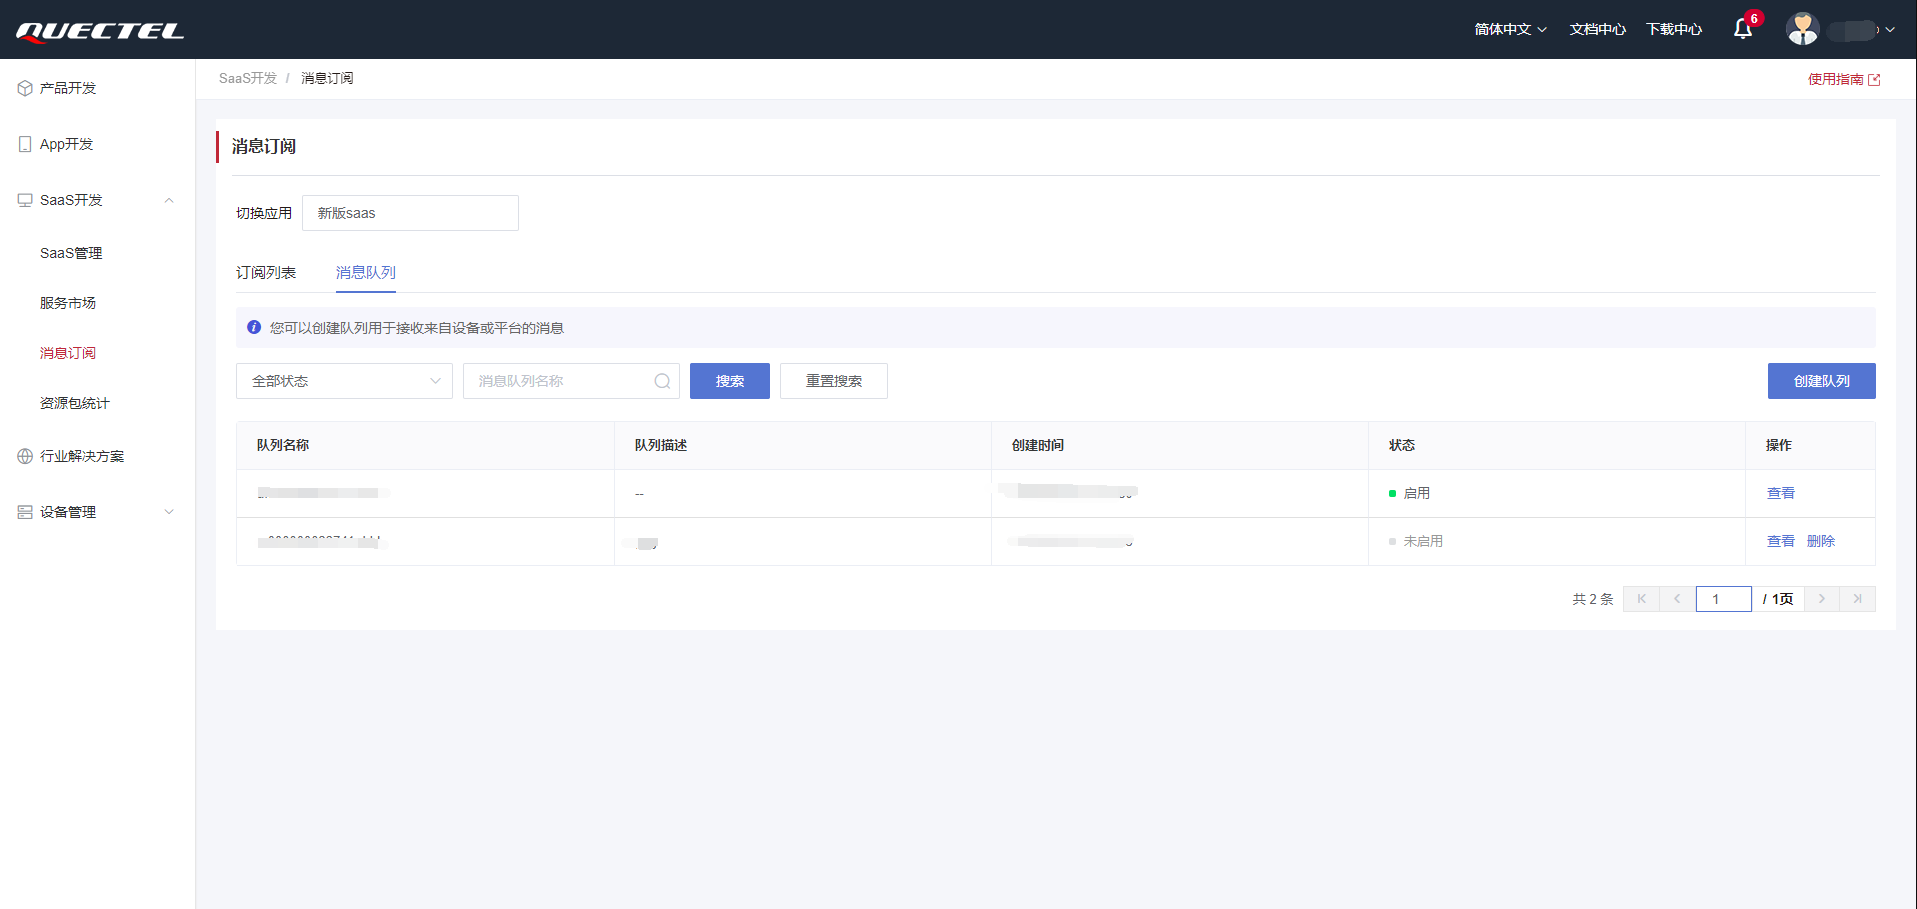 QUECTEL
简体中文
文档中心
下载中心
6
产品开发
App开发
SaaS开发
SaaS管理
服务市场
消息订阅
资源包统计
行业解决方案
设备管理
SaaS开发 / 消息订阅
使用指南
消息订阅
切换应用 新版saas
订阅列表 消息队列
您可以创建队列用于接收来自设备或平台的消息
全部状态 消息队列名称 搜索 重置搜索 创建队列
队列名称 队列描述 创建时间 状态 操作
-- 启用 查看
未启用 查看 删除
共 2 条 1 / 1页